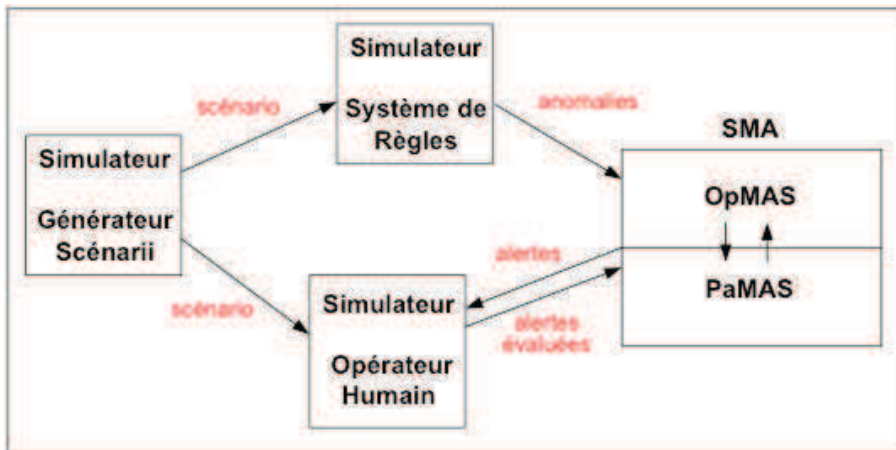 Simulateur
Système de
Règles
scénario
anomalies
SMA
Simulateur
Générateur
Scénarii
OpMAS
PaMAS
alertes
scénario
Simulateur
Opérateur
Humain
alertes
évaluées